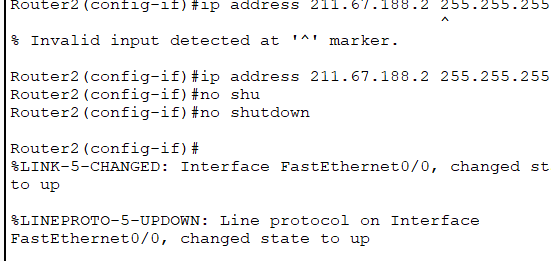 Router2(config-if)#ip address 211.67.188.2 255.255.255
^
% Invalid input detected at '^' marker.
Router2(config-if)#ip address 211.67.188.2 255.255.255
Router2(config-if)#no shu
Router2(config-if)#no shutdown
Router2(config-if)#
%LINK-5-CHANGED: Interface FastEthernet0/0, changed st
to up
%LINEPROTO-5-UPDOWN: Line protocol on Interface
FastEthernet0/0, changed state to up